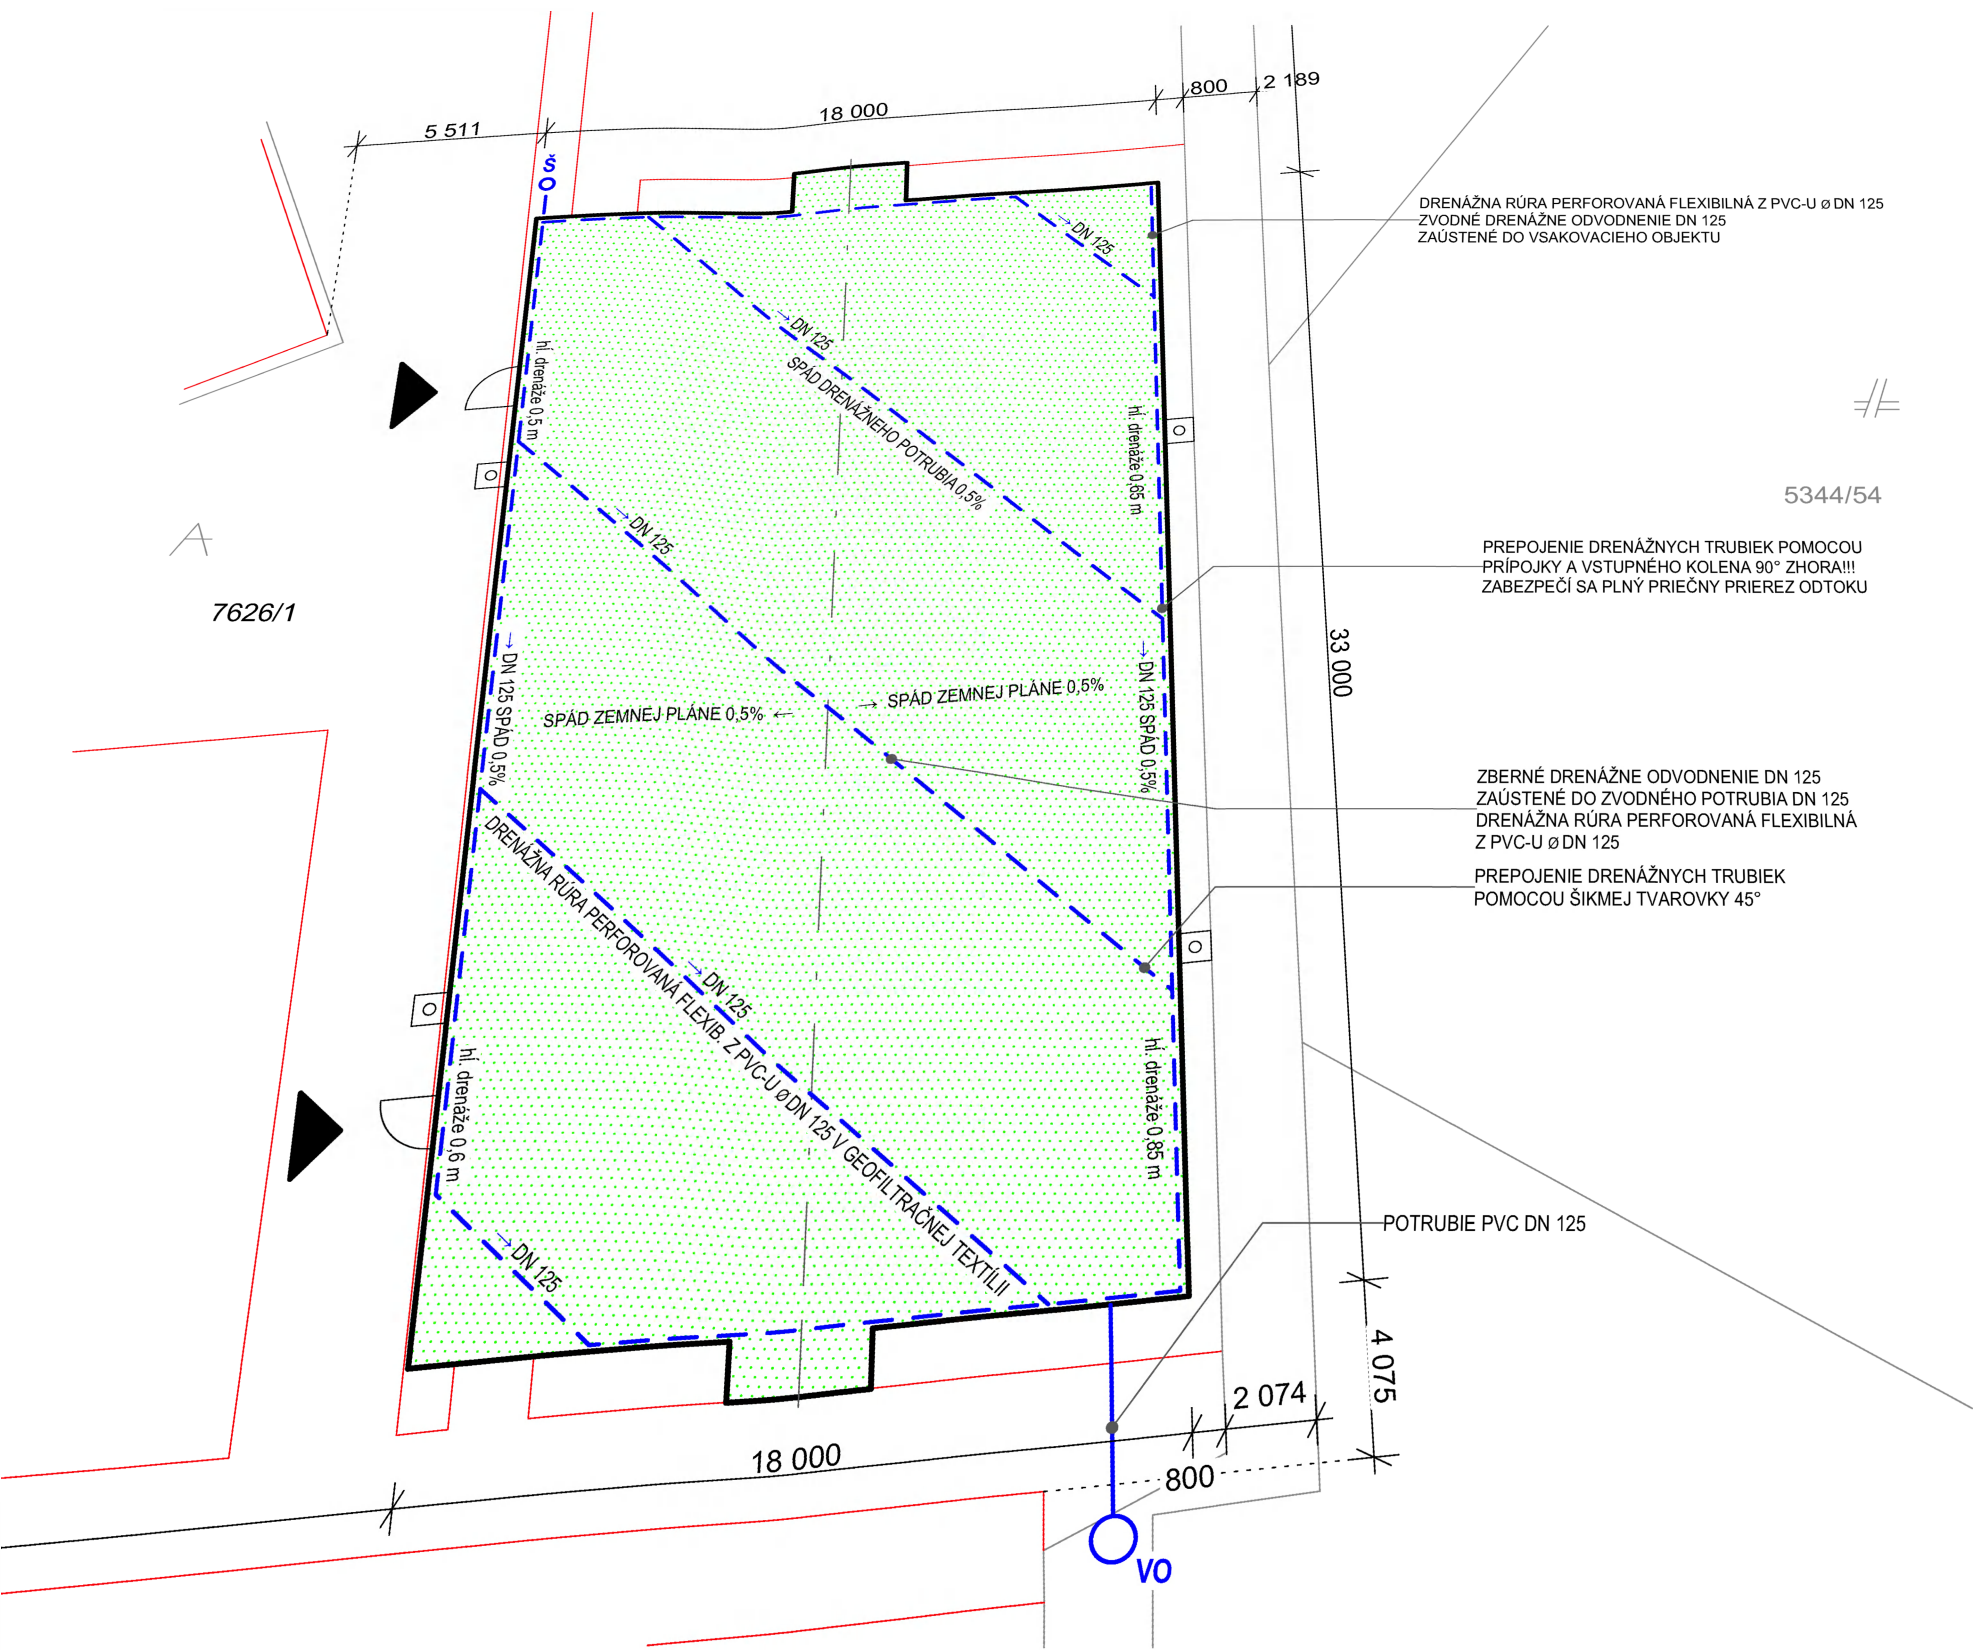 5 511
18 000
800
2 189
ŠO
DRENÁŽNA RÚRA PERFOROVANÁ FLEXIBILNÁ Z PVC-U Ø DN 125
ZVODNÉ DRENÁŽNE ODVODNENIE DN 125
ZAÚSTENÉ DO VSAKOVACIEHO OBJEKTU
→ DN 125
→ DN 125
SPÁD DRENÁŽNEHO POTRUBIA 0,5%
hĺ. drenáže 0,5 m
hĺ. drenáže 0,65 m
5344/54
→ DN 125
PREPOJENIE DRENÁŽNYCH TRUBIEK POMOCOU
PRÍPOJKY A VSTUPNÉHO KOLENA 90° ZHORA!!!
ZABEZPEČÍ SA PLNÝ PRIEČNY PRIEREZ ODTOKU
7626/1
33 000
→ DN 125 SPÁD 0,5%
→ DN 125 SPÁD 0,5%
SPÁD ZEMNEJ PLÁNE 0,5% ←
→ SPÁD ZEMNEJ PLÁNE 0,5%
ZBERNÉ DRENÁŽNE ODVODNENIE DN 125
ZAÚSTENÉ DO ZVODNÉHO POTRUBIA DN 125
DRENÁŽNA RÚRA PERFOROVANÁ FLEXIBILNÁ
Z PVC-U Ø DN 125
PREPOJENIE DRENÁŽNYCH TRUBIEK
POMOCOU ŠIKMEJ TVAROVKY 45°
DRENÁŽNA RÚRA PERFOROVANÁ FLEXIB. Z PVC-U Ø DN 125 V GEOFILTRAČNEJ TEXTÍLII
→ DN 125
hĺ. drenáže 0,6 m
hĺ. drenáže 0,85 m
→ DN 125
POTRUBIE PVC DN 125
4 075
2 074
18 000
800
VO